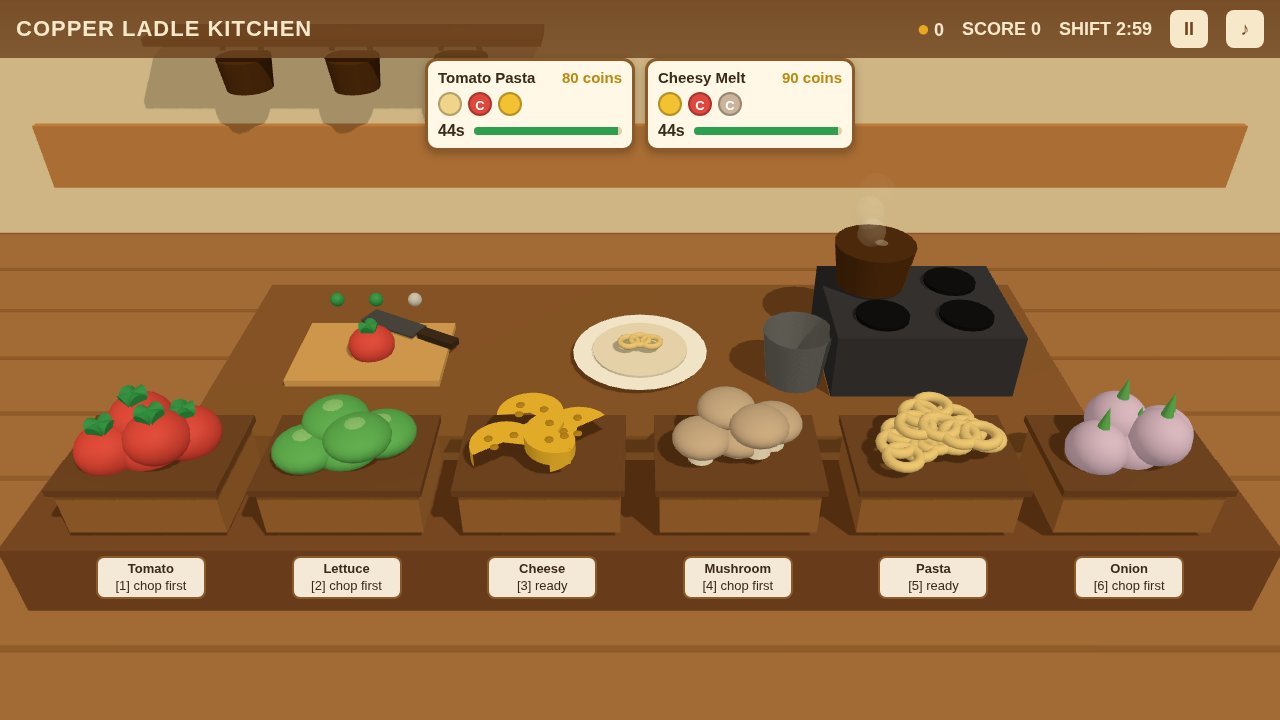 COPPER LADLE KITCHEN
0 SCORE 0 SHIFT 2:59 II ♪
Tomato Pasta 80 coins
C
44s
Cheesy Melt 90 coins
C C
44s
Tomato
[1] chop first
Lettuce
[2] chop first
Cheese
[3] ready
Mushroom
[4] chop first
Pasta
[5] ready
Onion
[6] chop first